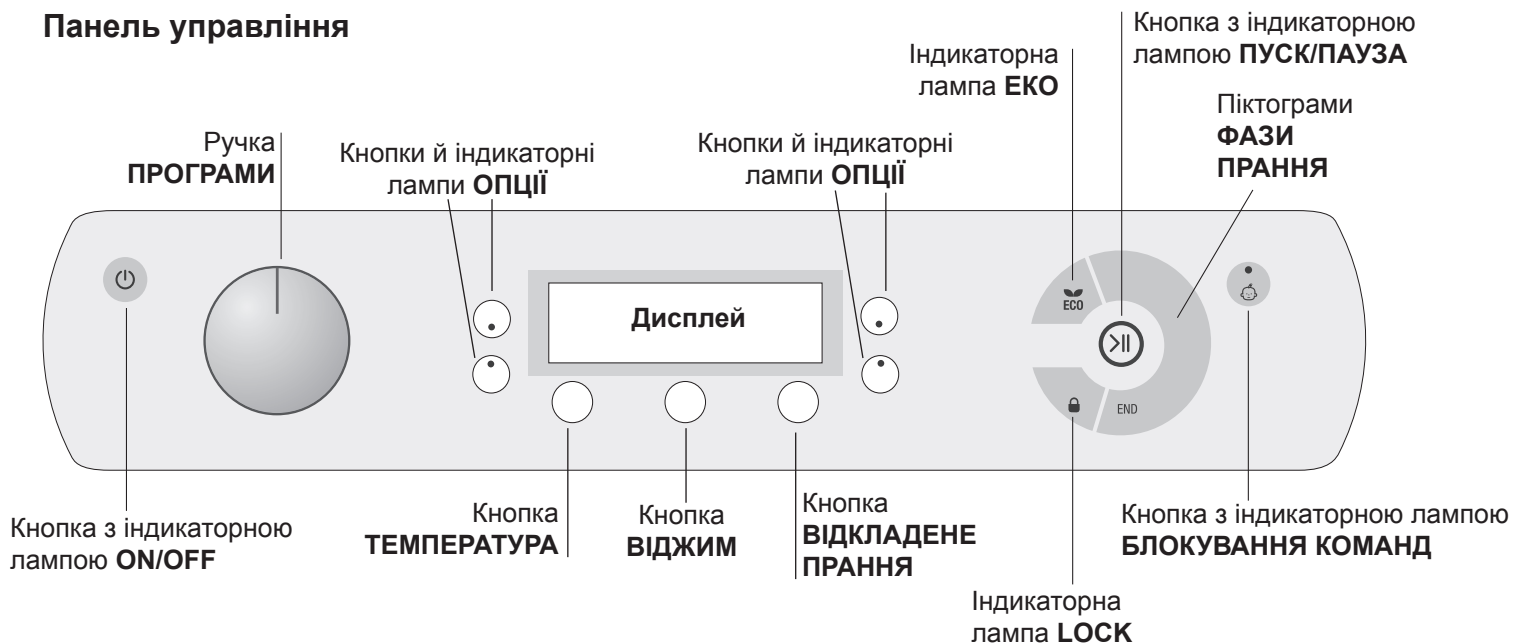 Панель управління
Кнопка з індикаторною
лампою ПУСК/ПАУЗА
Індикаторна
лампа ЕКО
Піктограми
ФАЗИ
ПРАННЯ
Ручка
ПРОГРАМИ
Кнопки й індикаторні
лампи ОПЦІЇ
Кнопки й індикаторні
лампи ОПЦІЇ
Дисплей
ECO
END
Кнопка з індикаторною
лампою ON/OFF
Кнопка
ТЕМПЕРАТУРА
Кнопка
ВІДЖИМ
Кнопка
ВІДКЛАДЕНЕ
ПРАННЯ
Кнопка з індикаторною лампою
БЛОКУВАННЯ КОМАНД
Індикаторна
лампа LOCK